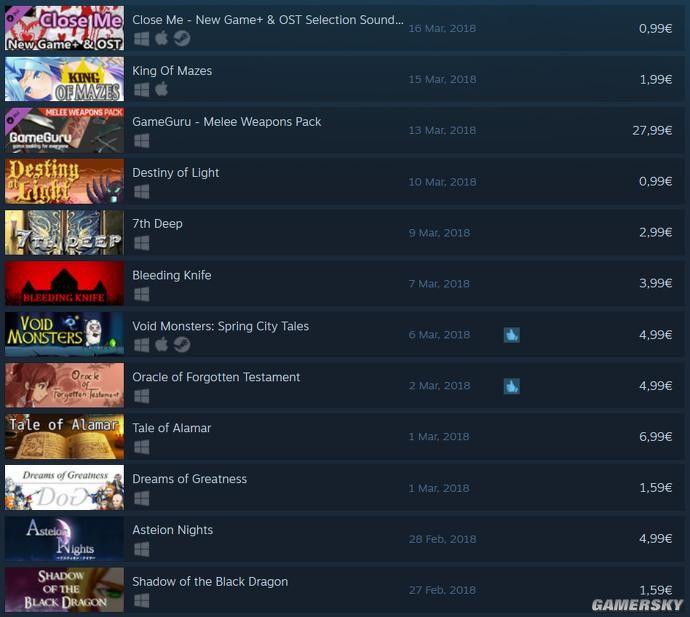 Close Me
New Game+ & OST
Close Me - New Game+ & OST Selection Sound...
16 Mar, 2018
0,99€
KING
OF MAZES
King Of Mazes
15 Mar, 2018
1,99€
MELEE WEAPONS PACK
GameGuru
GameGuru - Melee Weapons Pack
13 Mar, 2018
27,99€
Destiny
of Light
Destiny of Light
10 Mar, 2018
0,99€
7TH DEEP
7th Deep
9 Mar, 2018
2,99€
BLEEDING KNIFE
Bleeding Knife
7 Mar, 2018
3,99€
VOID
MONSTERS
Void Monsters: Spring City Tales
6 Mar, 2018
4,99€
Oracle
of
Forgotten Testament
Oracle of Forgotten Testament
2 Mar, 2018
4,99€
Tale of Alamar
Tale of Alamar
1 Mar, 2018
6,99€
Dreams of Greatness
DoG
Dreams of Greatness
1 Mar, 2018
1,59€
Asteion
Nights
Asteion Nights
28 Feb, 2018
4,99€
SHADOW
OF THE
BLACK DRAGON
Shadow of the Black Dragon
27 Feb, 2018
1,59€
GAMERSKY